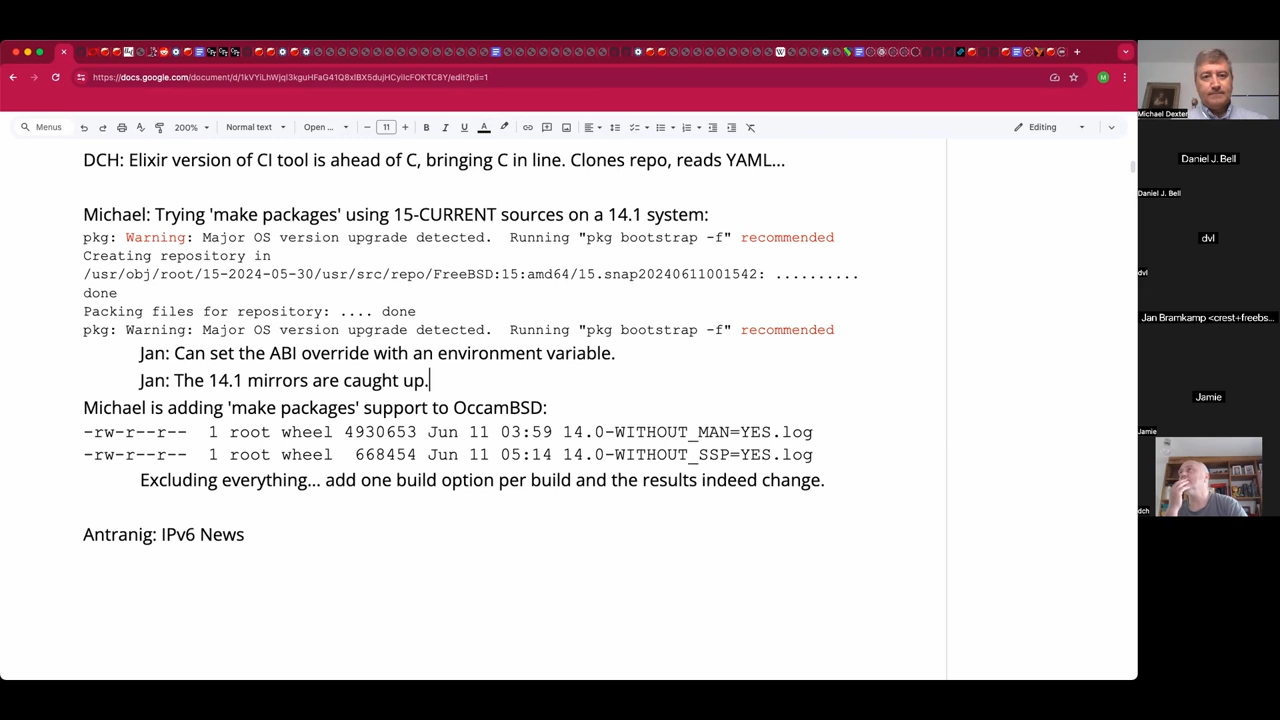 https://docs.google.com/document/d/1kVYiLhWjql3kguHFaG41Q8xlBX5dujHCyilcFOKTC8Y/edit?pli=1
Menus 200% Normal text Open ... 11 B I U A Editing
DCH: Elixir version of CI tool is ahead of C, bringing C in line. Clones repo, reads YAML...
Michael: Trying 'make packages' using 15-CURRENT sources on a 14.1 system:
pkg: Warning: Major OS version upgrade detected.  Running "pkg bootstrap -f" recommended
Creating repository in
/usr/obj/root/15-2024-05-30/usr/src/repo/FreeBSD:15:amd64/15.snap20240611001542: ..........
done
Packing files for repository: .... done
pkg: Warning: Major OS version upgrade detected.  Running "pkg bootstrap -f" recommended
Jan: Can set the ABI override with an environment variable.
Jan: The 14.1 mirrors are caught up.
Michael is adding 'make packages' support to OccamBSD:
-rw-r--r--  1 root wheel 4930653 Jun 11 03:59 14.0-WITHOUT_MAN=YES.log
-rw-r--r--  1 root wheel  668454 Jun 11 05:14 14.0-WITHOUT_SSP=YES.log
Excluding everything... add one build option per build and the results indeed change.
Antranig: IPv6 News
Michael Dexter
Daniel J. Bell
Daniel J. Bell
dvl
dvl
Jan Bramkamp <crest+freebs...
Jamie
Jamie
dch